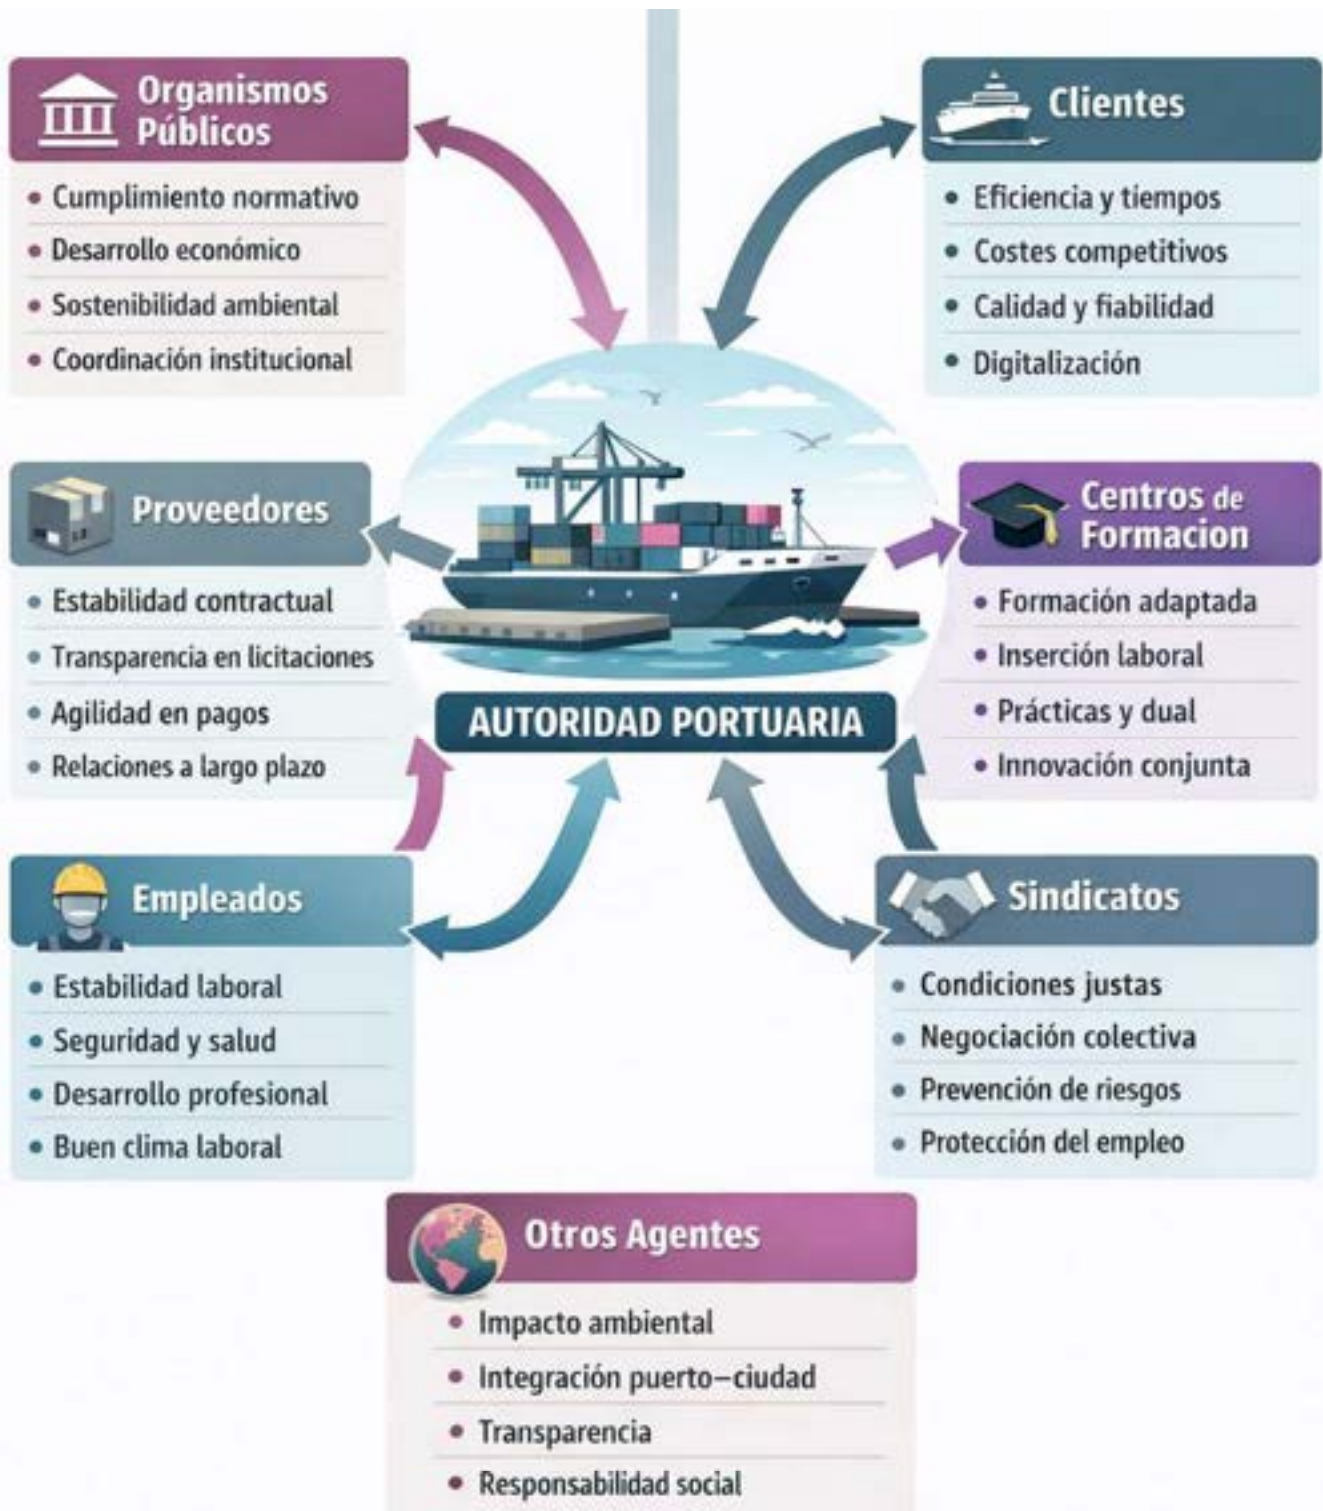 Organismos
Públicos
• Cumplimiento normativo
• Desarrollo económico
• Sostenibilidad ambiental
• Coordinación institucional
Clientes
• Eficiencia y tiempos
• Costes competitivos
• Calidad y fiabilidad
• Digitalización
Proveedores
• Estabilidad contractual
• Transparencia en licitaciones
• Agilidad en pagos
• Relaciones a largo plazo
Centros de
Formacion
• Formación adaptada
• Inserción laboral
• Prácticas y dual
• Innovación conjunta
AUTORIDAD PORTUARIA
Empleados
• Estabilidad laboral
• Seguridad y salud
• Desarrollo profesional
• Buen clima laboral
Sindicatos
• Condiciones justas
• Negociación colectiva
• Prevención de riesgos
• Protección del empleo
Otros Agentes
• Impacto ambiental
• Integración puerto–ciudad
• Transparencia
• Responsabilidad social